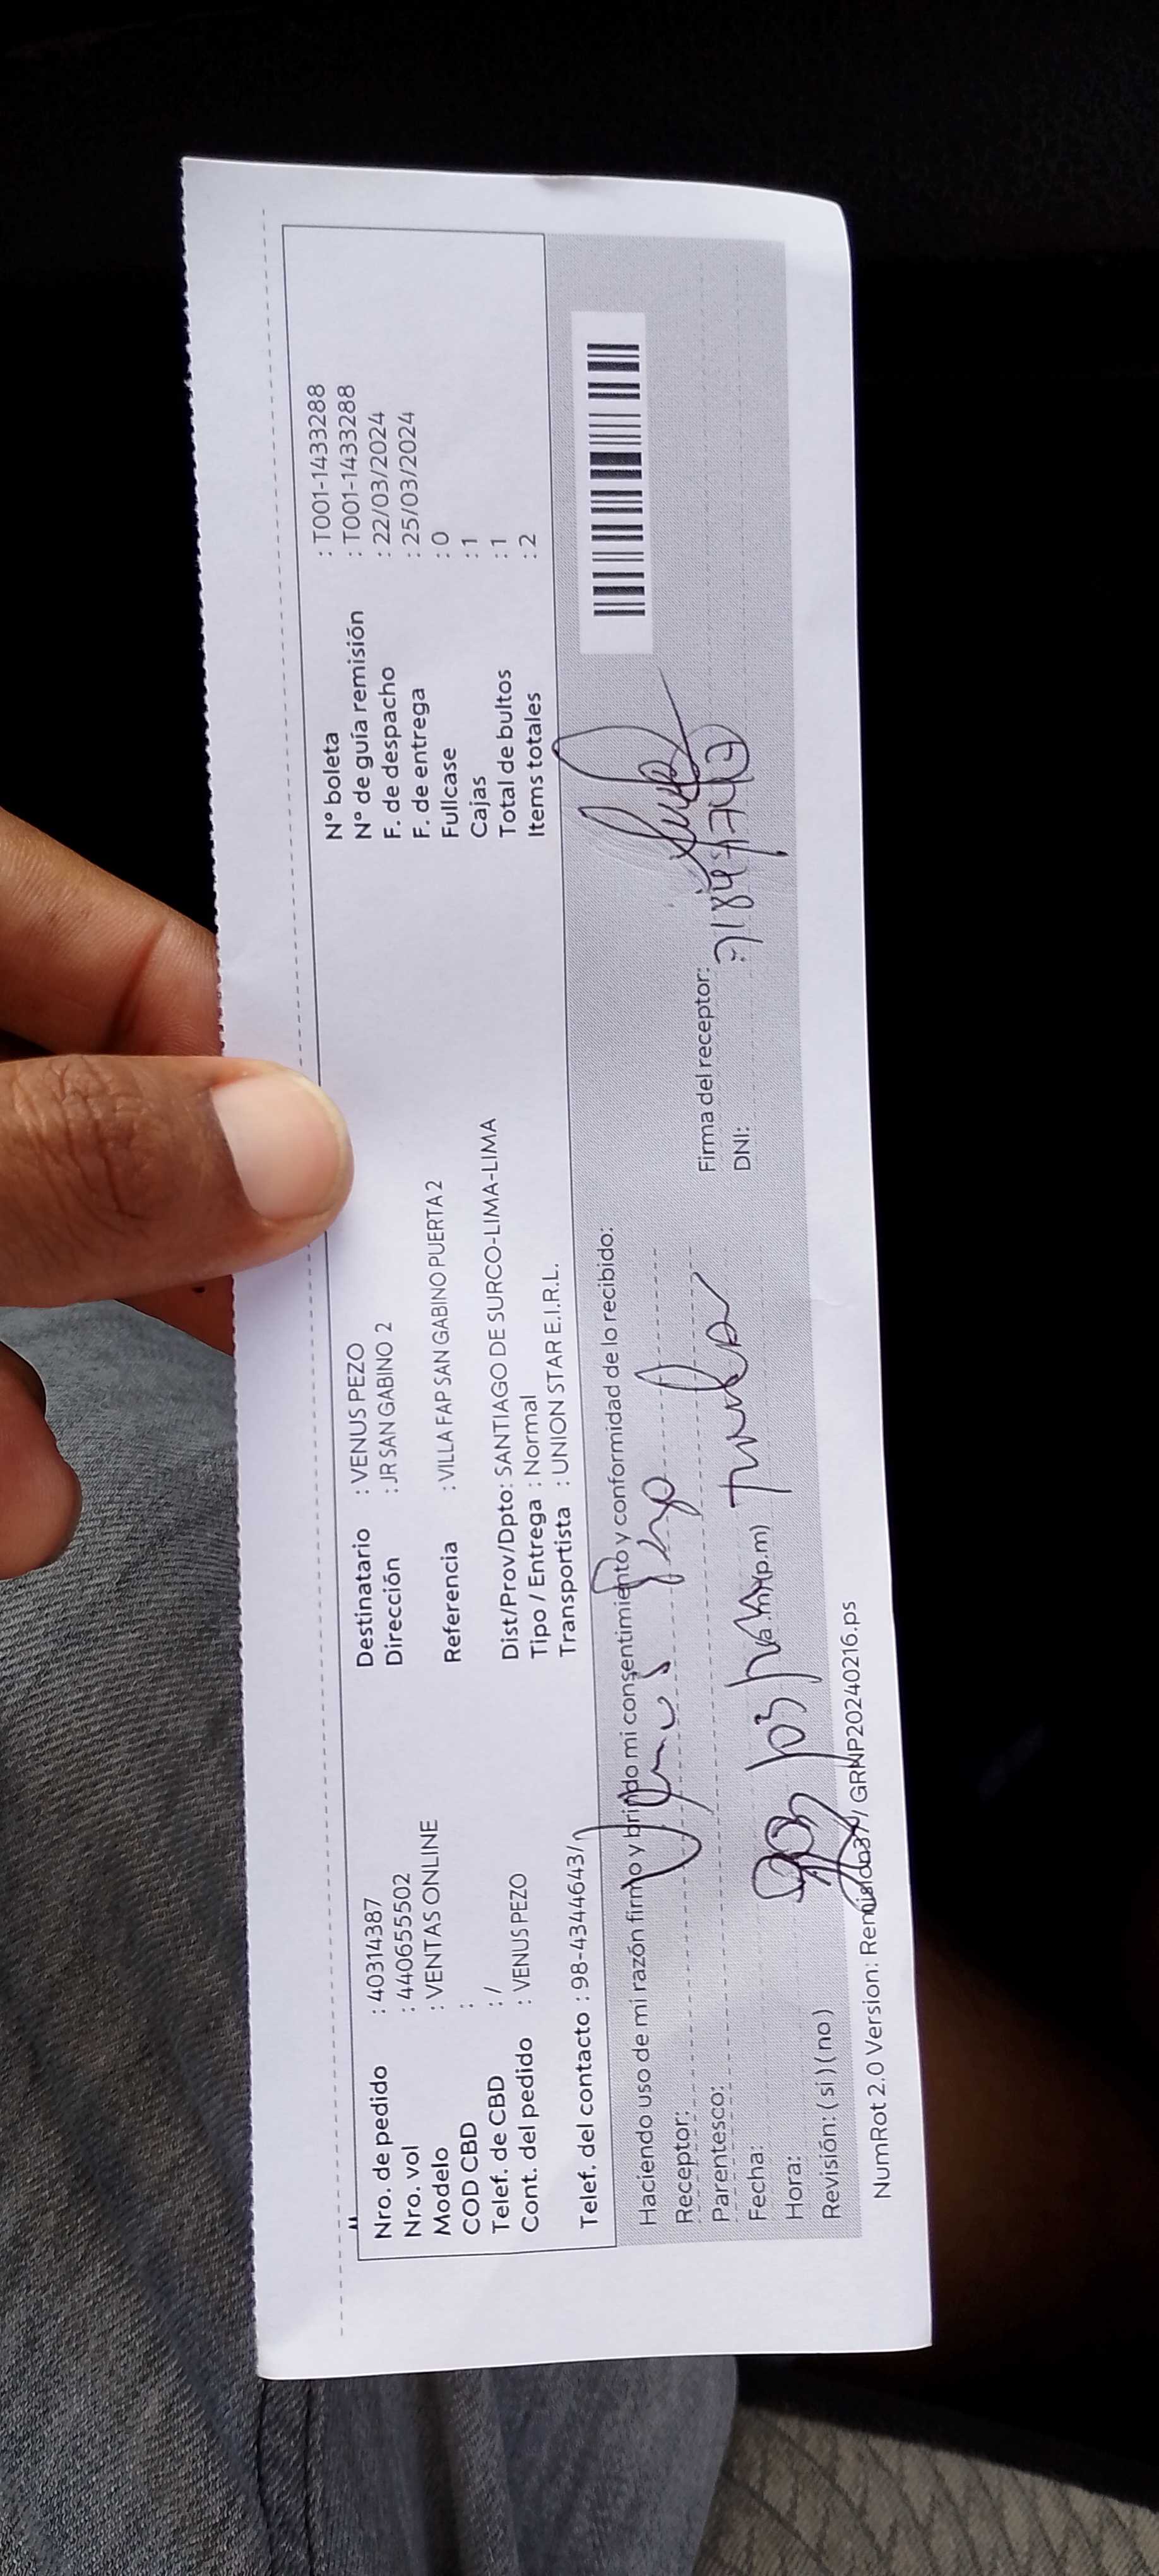 Nro. de pedido : 40314387
Nro. vol : 440655502
Modelo : VENTAS ONLINE
COD CBD :
Telef. de CBD : /
Cont. del pedido : VENUS PEZO
Telef. del contacto : 98-4344643/
Destinatario : VENUS PEZO
Dirección : JR SAN GABINO 2
Referencia : VILLA FAP SAN GABINO PUERTA 2
Dist/Prov/Dpto: SANTIAGO DE SURCO-LIMA-LIMA
Tipo / Entrega : Normal
Transportista : UNION STAR E.I.R.L.
N° boleta : T001-1433288
N° de guía remisión : T001-1433288
F. de despacho : 22/03/2024
F. de entrega : 25/03/2024
Fullcase : 0
Cajas : 1
Total de bultos : 1
Items totales : 2
Haciendo uso de mi razón firmo y brindo mi consentimiento y conformidad de lo recibido:
Receptor: Venus Pezo
Parentesco: Titular
Fecha:
Hora: (a.m)(p.m)
Revisión: ( si ) ( no )
Firma del receptor:
DNI:
NumRot 2.0 Version: Remision37 / GRNP20240216.ps